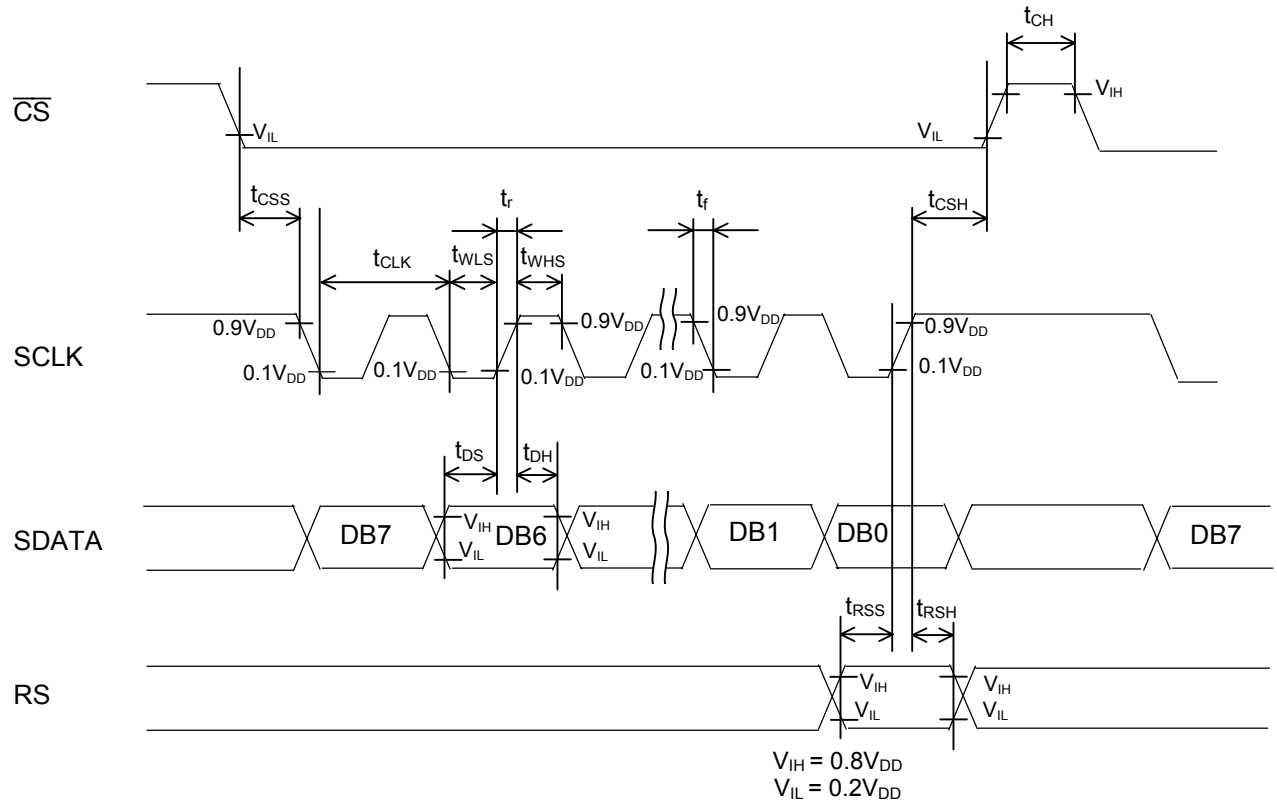 t_CH
C̅S̅
V_IL V_IL V_IH
t_CSS t_r t_f t_CSH
t_CLK t_WLS t_WHS
0.9V_DD 0.9V_DD 0.9V_DD 0.9V_DD
SCLK
0.1V_DD 0.1V_DD 0.1V_DD 0.1V_DD 0.1V_DD
t_DS t_DH
V_IH V_IH
SDATA DB7 DB6 DB1 DB0 DB7
V_IL V_IL
t_RSS t_RSH
V_IH V_IH
RS
V_IL V_IL
V_IH = 0.8V_DD
V_IL = 0.2V_DD